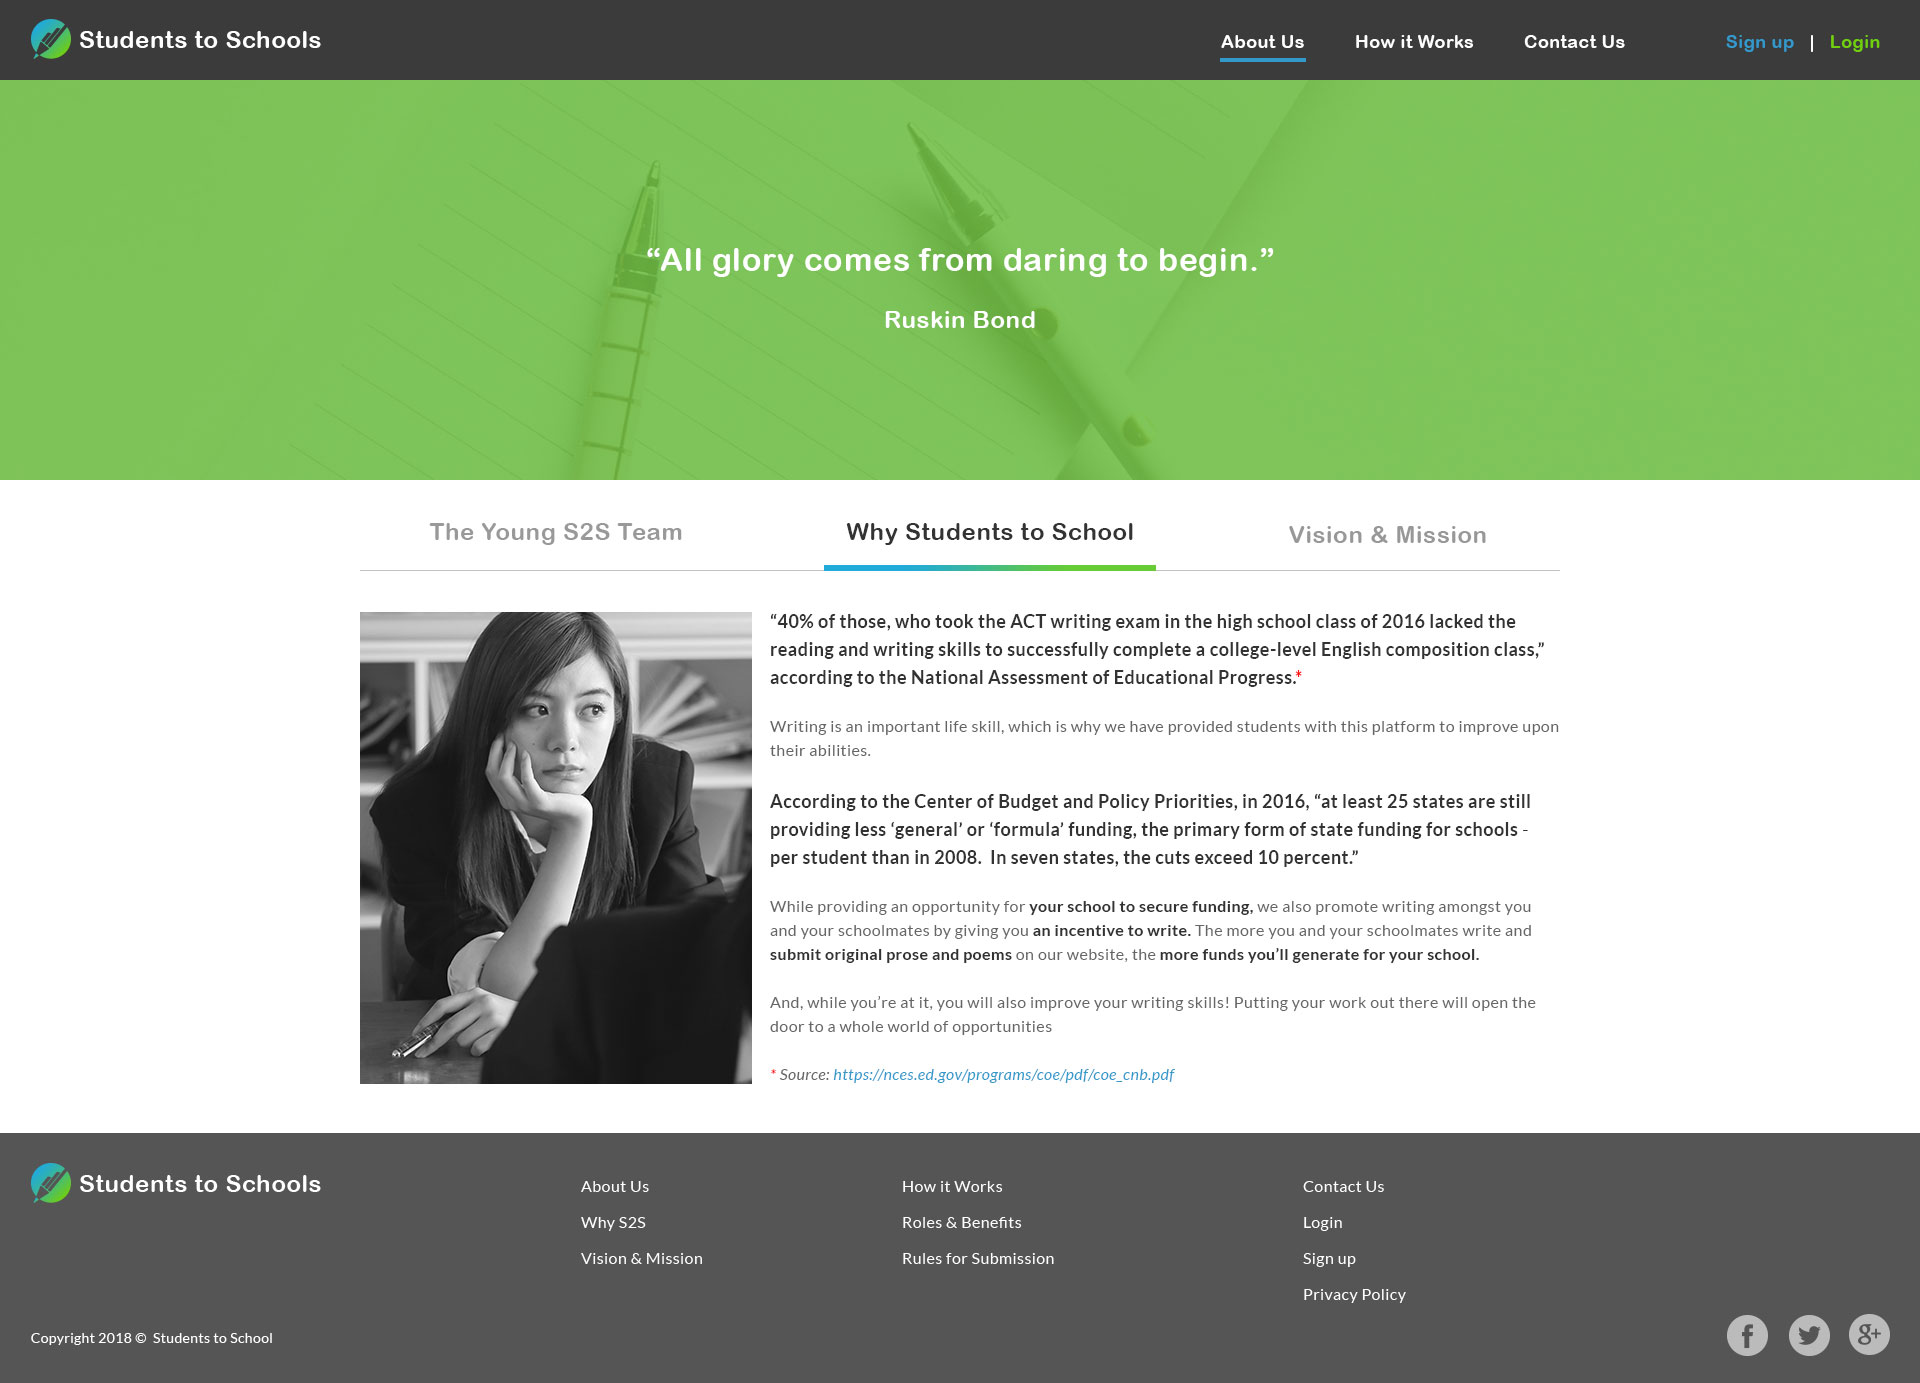 Students to Schools
About Us
How it Works
Contact Us
Sign up | Login
“All glory comes from daring to begin.”
Ruskin Bond
The Young S2S Team
Why Students to School
Vision & Mission
“40% of those, who took the ACT writing exam in the high school class of 2016 lacked the
reading and writing skills to successfully complete a college-level English composition class,”
according to the National Assessment of Educational Progress.*
Writing is an important life skill, which is why we have provided students with this platform to improve upon
their abilities.
According to the Center of Budget and Policy Priorities, in 2016, “at least 25 states are still
providing less ‘general’ or ‘formula’ funding, the primary form of state funding for schools -
per student than in 2008.  In seven states, the cuts exceed 10 percent.”
While providing an opportunity for your school to secure funding, we also promote writing amongst you
and your schoolmates by giving you an incentive to write. The more you and your schoolmates write and
submit original prose and poems on our website, the more funds you’ll generate for your school.
And, while you’re at it, you will also improve your writing skills! Putting your work out there will open the
door to a whole world of opportunities
* Source: https://nces.ed.gov/programs/coe/pdf/coe_cnb.pdf
Students to Schools
About Us
Why S2S
Vision & Mission
How it Works
Roles & Benefits
Rules for Submission
Contact Us
Login
Sign up
Privacy Policy
Copyright 2018 ©  Students to School
f
g+